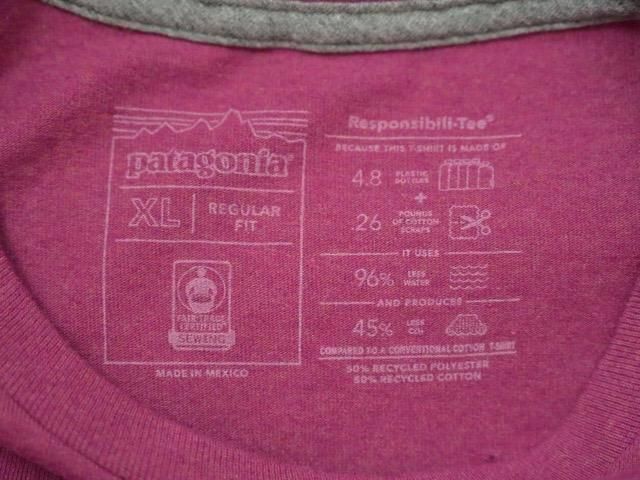 patagonia®
XL
REGULAR
FIT
FAIR TRADE
CERTIFIED
SEWING
MADE IN MEXICO
Responsibili-Tee®
BECAUSE THIS T-SHIRT IS MADE OF
4.8 PLASTIC
BOTTLES
+
.26 POUNDS
OF COTTON
SCRAPS
IT USES
96% LESS
WATER
AND PRODUCES
45% LESS
CO₂
COMPARED TO A CONVENTIONAL COTTON T-SHIRT
50% RECYCLED POLYESTER
50% RECYCLED COTTON